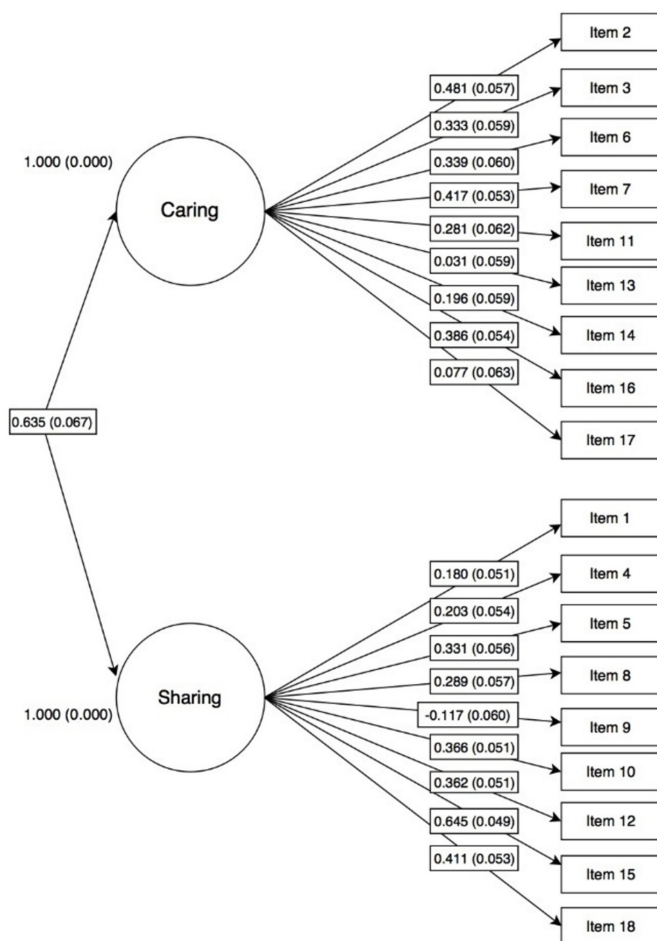 Item 2
0.481 (0.057)
Item 3
0.333 (0.059)
Item 6
0.339 (0.060)
1.000 (0.000)
Item 7
0.417 (0.053)
Caring
Item 11
0.281 (0.062)
0.031 (0.059)
Item 13
0.196 (0.059)
Item 14
0.386 (0.054)
0.077 (0.063)
Item 16
0.635 (0.067)
Item 17
Item 1
0.180 (0.051)
Item 4
0.203 (0.054)
Item 5
0.331 (0.056)
Item 8
0.289 (0.057)
Sharing
1.000 (0.000)
-0.117 (0.060)
Item 9
0.366 (0.051)
Item 10
0.362 (0.051)
Item 12
0.645 (0.049)
0.411 (0.053)
Item 15
Item 18